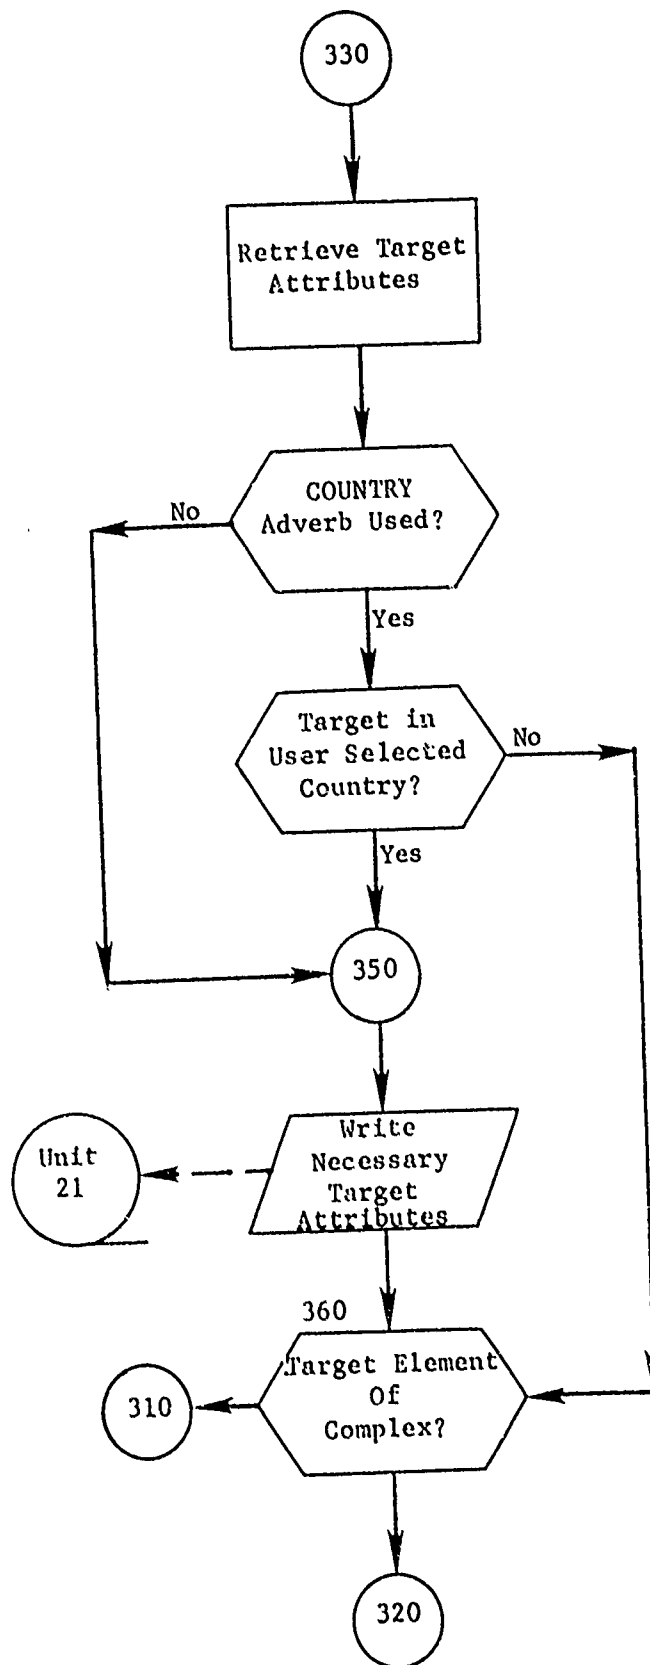 330
Retrieve Target
Attributes
COUNTRY
Adverb Used?
No
Yes
Target in
User Selected
Country?
No
Yes
350
Write
Necessary
Target
Attributes
Unit
21
360
Target Element
Of
Complex?
310
320